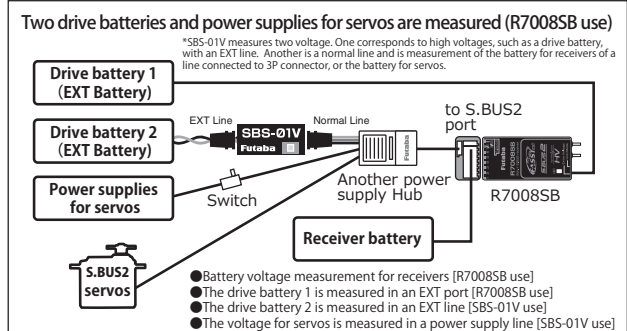 Two drive batteries and power supplies for servos are measured (R7008SB use)
*SBS-01V measures two voltage. One corresponds to high voltages, such as a drive battery,
with an EXT line. Another is a normal line and is measurement of the battery for receivers of a
line connected to 3P connector, or the battery for servos.
Drive battery 1
(EXT Battery)
to S.BUS2
port
EXT Line
SBS-01V
Futaba
Normal Line
Drive battery 2
(EXT Battery)
Futaba
Futaba
R7008SB
FASST
SBUS2
HV
R7008SB
Another power
supply Hub
Power supplies
for servos
Switch
Receiver battery
S.BUS2
servos
●Battery voltage measurement for receivers [R7008SB use]
●The drive battery 1 is measured in an EXT port [R7008SB use]
●The drive battery 2 is measured in an EXT line [SBS-01V use]
●The voltage for servos is measured in a power supply line [SBS-01V use]